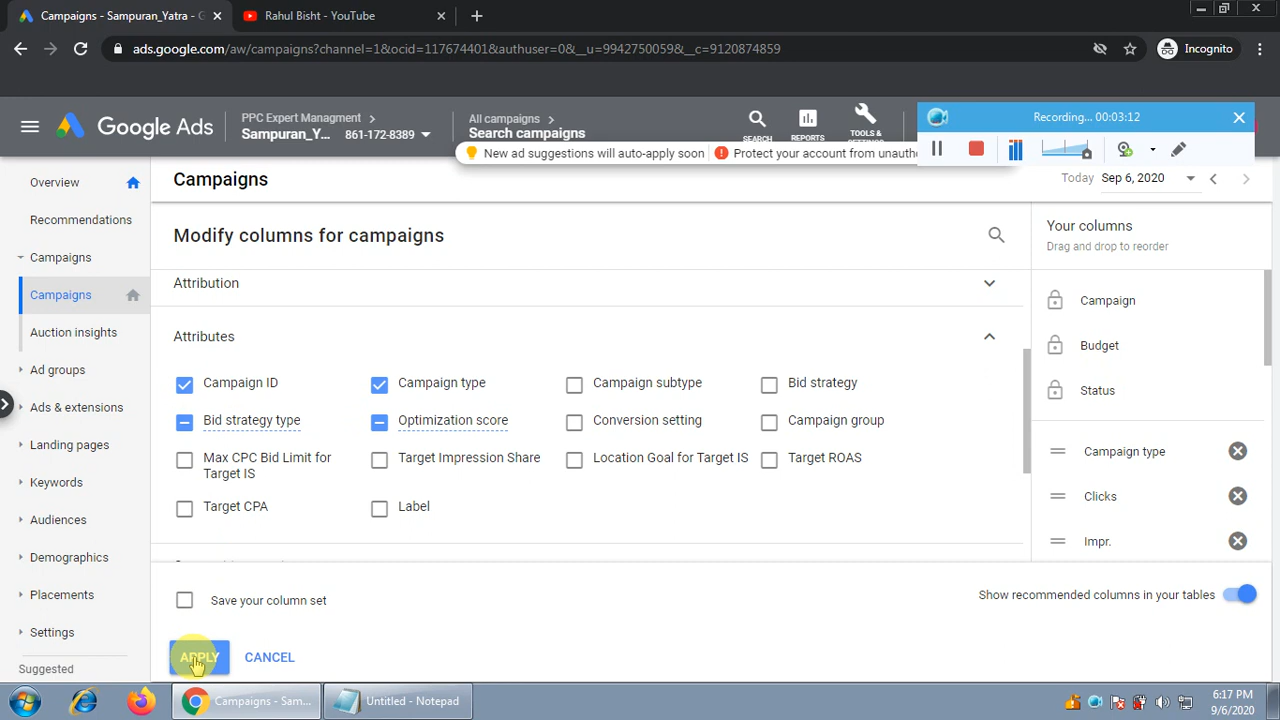 Campaigns - Sampuran_Yatra - G
Rahul Bisht - YouTube
ads.google.com/aw/campaigns?channel=1&ocid=117674401&authuser=0&__u=99427500​59&__c=9120874859
Incognito
Google Ads
PPC Expert Managment
Sampuran_Y...
861-172-8389
All campaigns
Search campaigns
SEARCH
REPORTS
TOOLS &
Recording... 00:03:12
New ad suggestions will auto-apply soon
Protect your account from unautho
Overview
Recommendations
Campaigns
Campaigns
Auction insights
Ad groups
Ads & extensions
Landing pages
Keywords
Audiences
Demographics
Placements
Settings
Suggested
Campaigns
Today Sep 6, 2020
Modify columns for campaigns
Attribution
Attributes
Campaign ID
Campaign type
Campaign subtype
Bid strategy
Bid strategy type
Optimization score
Conversion setting
Campaign group
Max CPC Bid Limit for
Target IS
Target Impression Share
Location Goal for Target IS
Target ROAS
Target CPA
Label
Save your column set
Show recommended columns in your tables
APPLY
CANCEL
Your columns
Drag and drop to reorder
Campaign
Budget
Status
Campaign type
Clicks
Impr.
Campaigns - Sam...
Untitled - Notepad
6:17 PM
9/6/2020